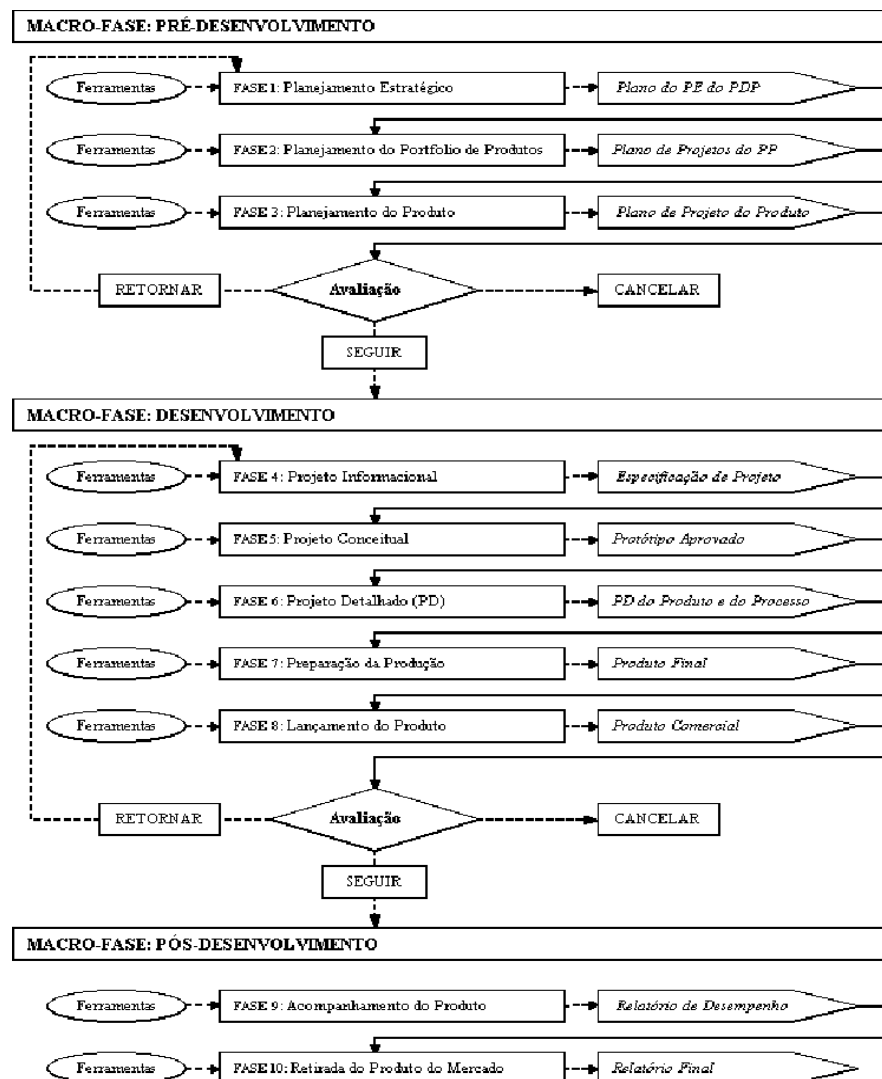 MACRO-FASE: PRÉ-DESENVOLVIMENTO
Ferramentas FASE 1: Planejamento Estratégico Plano do PE do PDP
Ferramentas FASE 2: Planejamento do Portfolio de Produtos Plano de Projetos do PP
Ferramentas FASE 3: Planejamento do Produto Plano de Projeto do Produto
RETORNAR Avaliação CANCELAR
SEGUIR
MACRO-FASE: DESENVOLVIMENTO
Ferramentas FASE 4: Projeto Informacional Especificação de Projeto
Ferramentas FASE 5: Projeto Conceitual Protótipo Aprovado
Ferramentas FASE 6: Projeto Detalhado (PD) PD do Produto e do Processo
Ferramentas FASE 7: Preparação da Produção Produto Final
Ferramentas FASE 8: Lançamento do Produto Produto Comercial
RETORNAR Avaliação CANCELAR
SEGUIR
MACRO-FASE: PÓS-DESENVOLVIMENTO
Ferramentas FASE 9: Acompanhamento do Produto Relatório de Desempenho
Ferramentas FASE 10: Retirada do Produto do Mercado Relatório Final